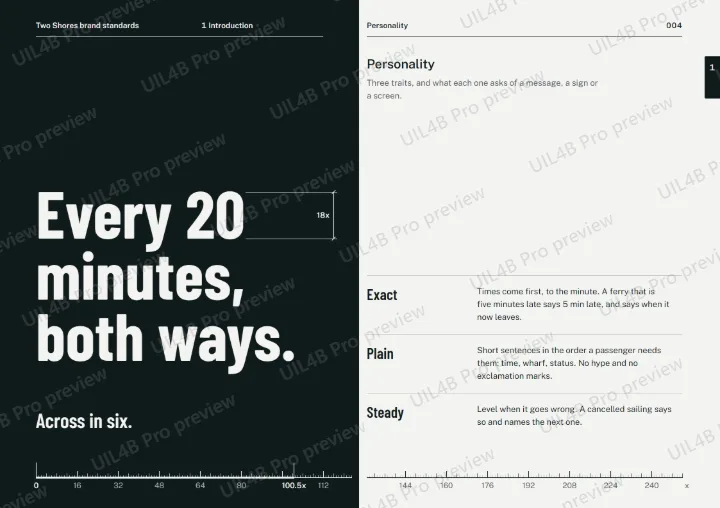 Two Shores brand standards
1 Introduction
Every 20
minutes,
both ways.
18x
Across in six.
0 16 32 48 64 80 100.5x 112
Personality
004
Personality
1
Three traits, and what each one asks of a message, a sign or
a screen.
Exact
Times come first, to the minute. A ferry that is
five minutes late says 5 min late, and says when it
now leaves.
Plain
Short sentences in the order a passenger needs
them: time, wharf, status. No hype and no
exclamation marks.
Steady
Level when it goes wrong. A cancelled sailing says
so and names the next one.
144 160 176 192 208 224 240 x
UIL4B Pro preview